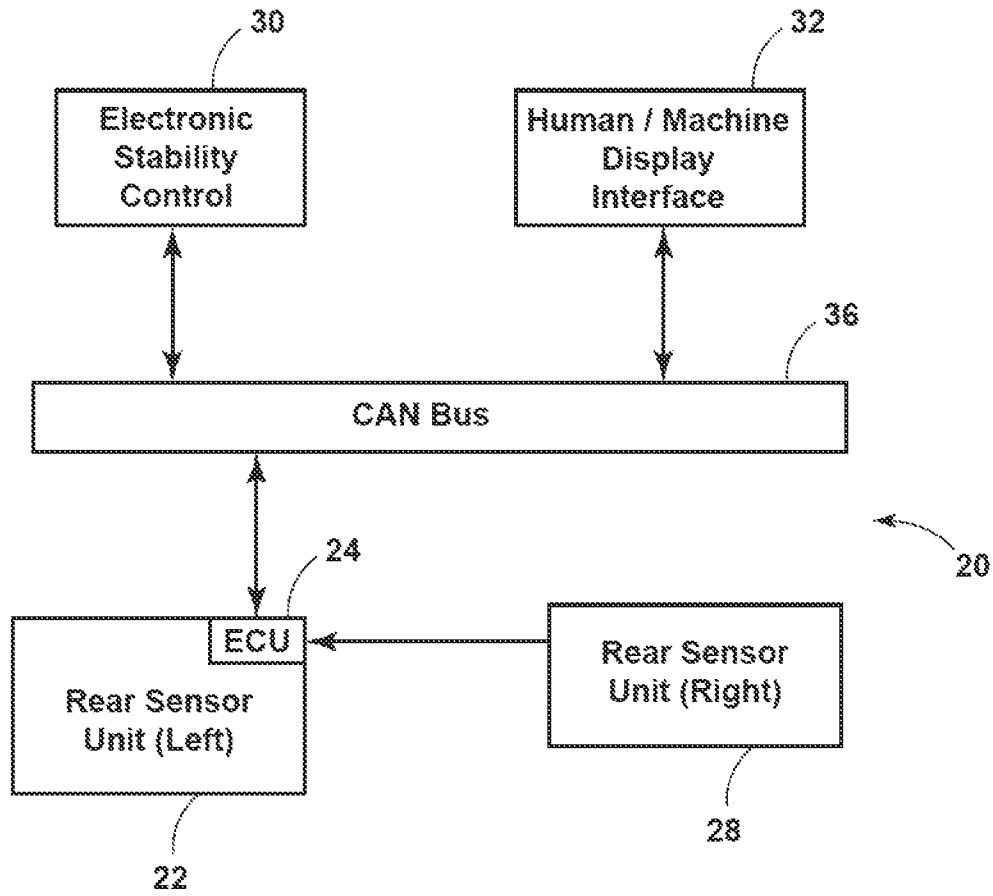 30
32
Electronic
Stability
Control
Human / Machine
Display
Interface
36
CAN Bus
20
24
ECU
Rear Sensor
Unit (Left)
Rear Sensor
Unit (Right)
28
22